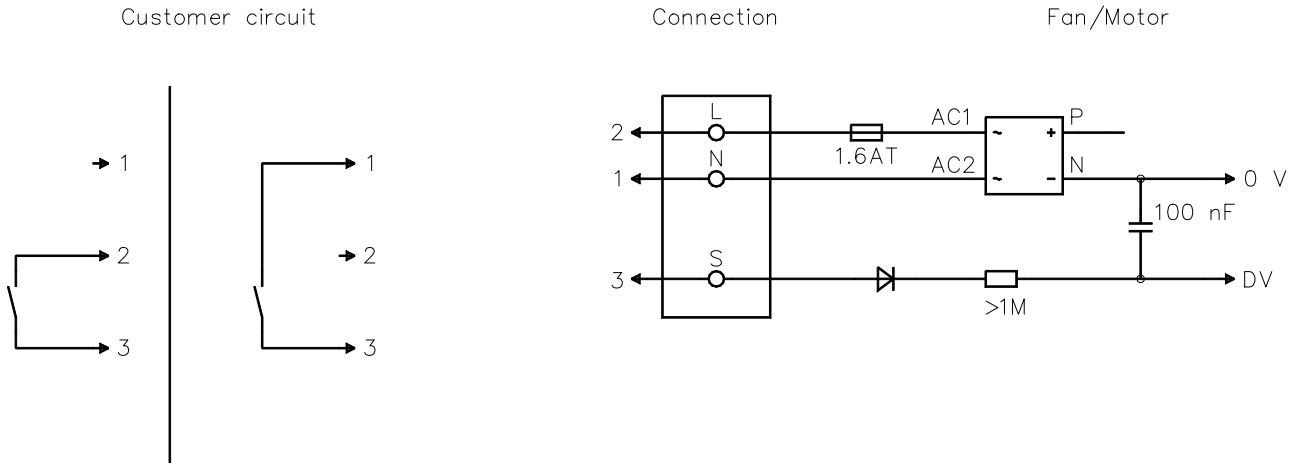 Customer circuit
Connection
Fan/Motor
1
1
2
2
3
3
L
2
AC1
~ + P
1.6AT
N
1
AC2
~ - N
0 V
100 nF
S
3
DV
>1M